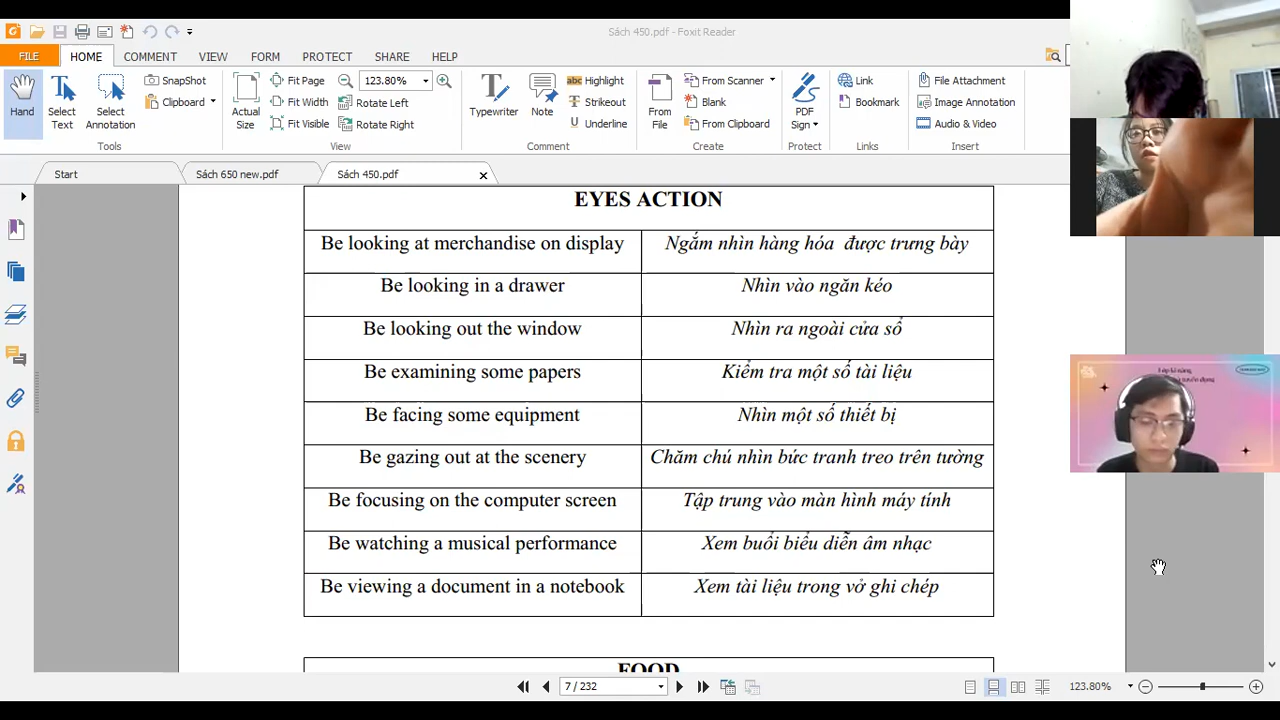 Sách 450.pdf - Foxit Reader
FILE HOME COMMENT VIEW FORM PROTECT SHARE HELP
Hand
Select Text
Select Annotation
SnapShot
Clipboard
Tools
Actual Size
Fit Page
Fit Width
Fit Visible
123.80%
Rotate Left
Rotate Right
View
Typewriter
Note
Highlight
Strikeout
Underline
Comment
From File
From Scanner
Blank
From Clipboard
Create
PDF Sign
Protect
Link
Bookmark
Links
File Attachment
Image Annotation
Audio & Video
Insert
Start Sách 650 new.pdf Sách 450.pdf
EYES ACTION
Be looking at merchandise on display Ngắm nhìn hàng hóa được trưng bày
Be looking in a drawer Nhìn vào ngăn kéo
Be looking out the window Nhìn ra ngoài cửa sổ
Be examining some papers Kiểm tra một số tài liệu
Be facing some equipment Nhìn một số thiết bị
Be gazing out at the scenery Chăm chú nhìn bức tranh treo trên tường
Be focusing on the computer screen Tập trung vào màn hình máy tính
Be watching a musical performance Xem buổi biểu diễn âm nhạc
Be viewing a document in a notebook Xem tài liệu trong vở ghi chép
FOOD
7 / 232
123.80%